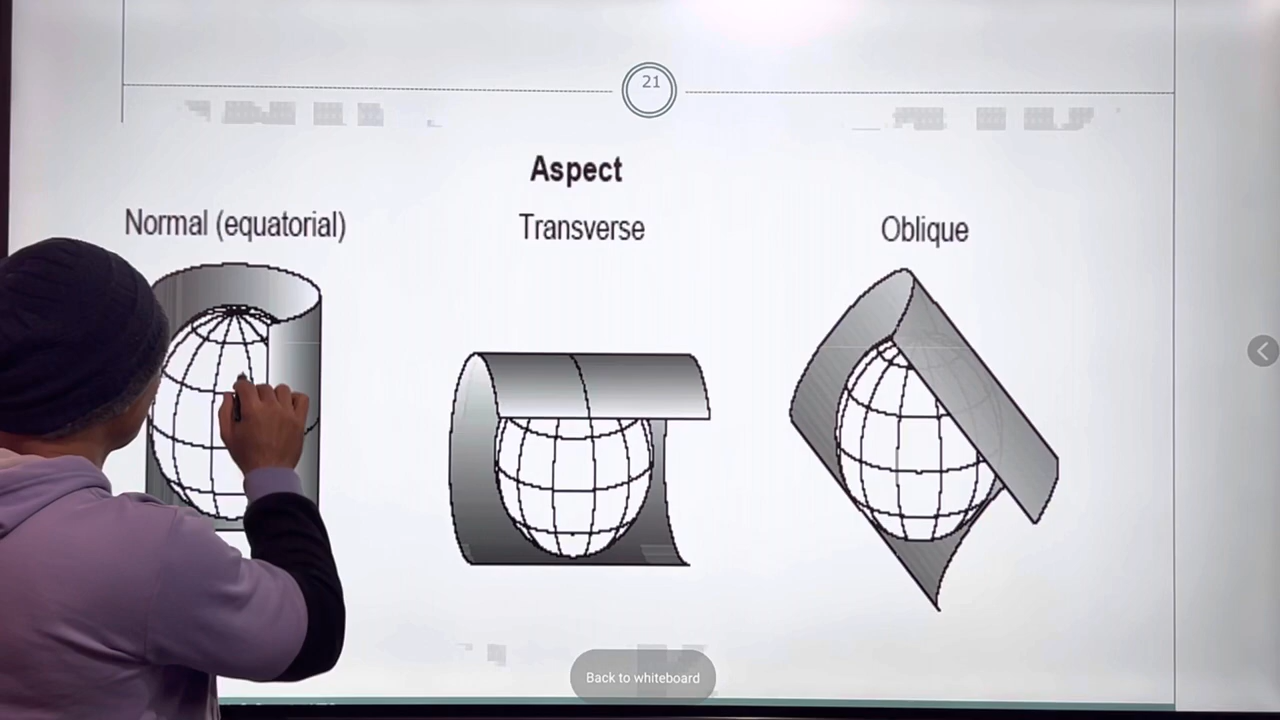 21
Aspect
Normal (equatorial)
Transverse
Oblique
Back to whiteboard